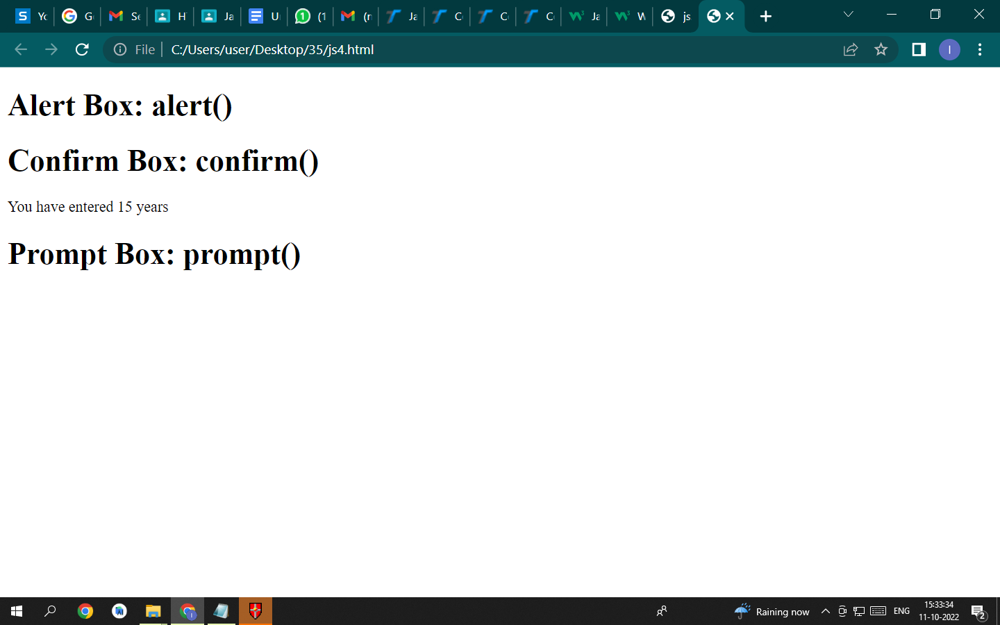 Yo G Se H Ja U (1 (n Ja C C C Ja W js
File C:/Users/user/Desktop/35/js4.html
Alert Box: alert()
Confirm Box: confirm()
You have entered 15 years
Prompt Box: prompt()
Raining now ENG 15:33:34
11-10-2022 2